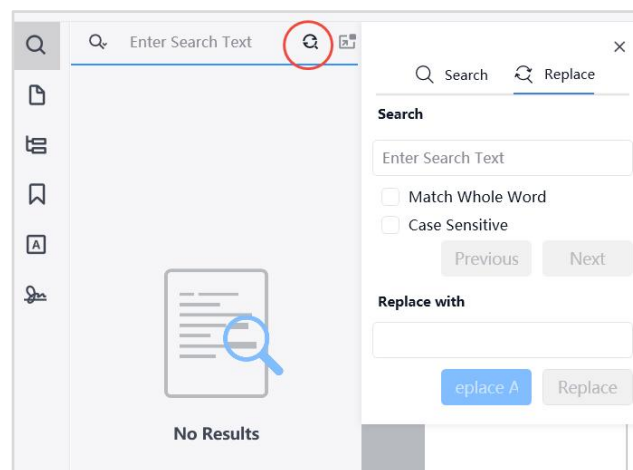 Enter Search Text
Search
Replace
Search
Enter Search Text
Match Whole Word
Case Sensitive
Previous
Next
Replace with
eplace A
Replace
A
No Results